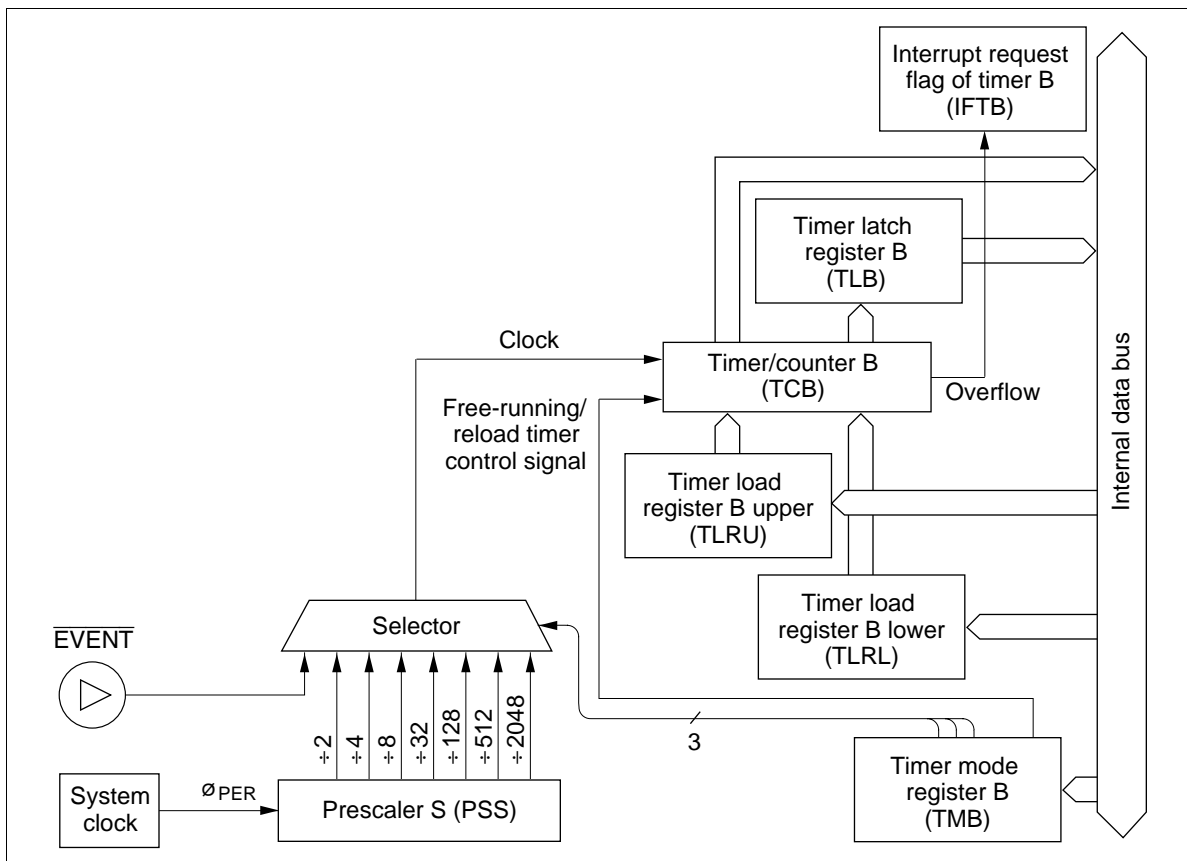 Interrupt request
flag of timer B
(IFTB)
Timer latch
register B
(TLB)
Clock
Timer/counter B
(TCB)
Overflow
Free-running/
reload timer
control signal
Timer load
register B upper
(TLRU)
Internal data bus
Timer load
register B lower
(TLRL)
Selector
EVENT
÷2
÷4
÷8
÷32
÷128
÷512
÷2048
3
Timer mode
register B
(TMB)
System
clock
øPER
Prescaler S (PSS)